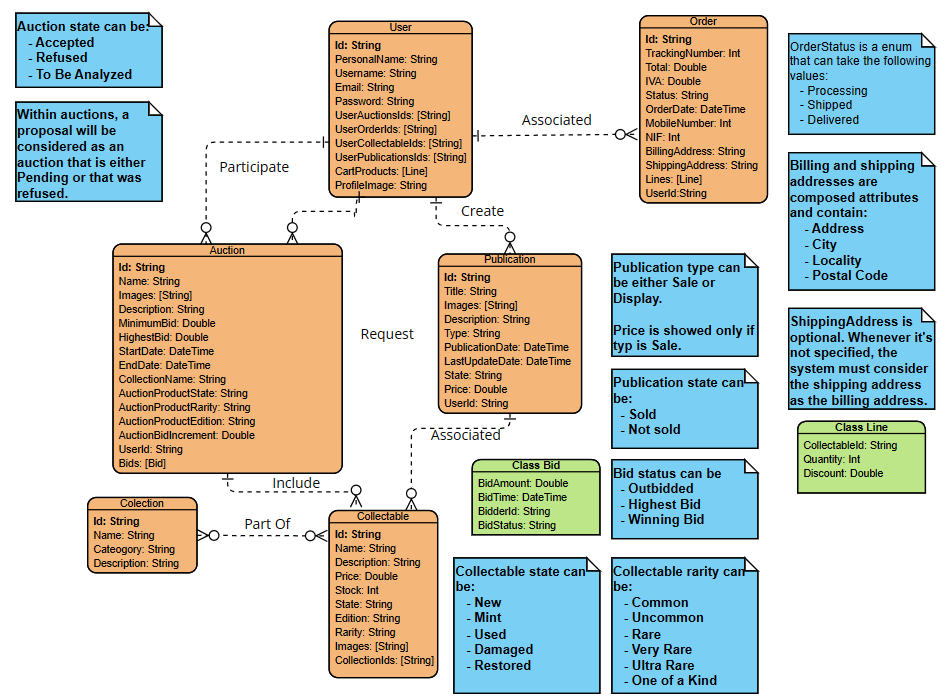 Auction state can be:
- Accepted
- Refused
- To Be Analyzed
Within auctions, a
proposal will be
considered as an
auction that is either
Pending or that was
refused.
User
Id: String
PersonalName: String
Username: String
Email: String
Password: String
UserAuctionsIds: [String]
UserOrderIds: [String]
UserCollectableIds: [String]
UserPublicationsIds: [String]
CartProducts: [Line]
ProfileImage: String
Associated
Order
Id: String
TrackingNumber: Int
Total: Double
IVA: Double
Status: String
OrderDate: DateTime
MobileNumber: Int
NIF: Int
BillingAddress: String
ShippingAddress: String
Lines: [Line]
UserId:String
OrderStatus is a enum
that can take the following
values:
- Processing
- Shipped
- Delivered
Billing and shipping
addresses are
composed attributes
and contain:
- Address
- City
- Locality
- Postal Code
ShippingAddress is
optional. Whenever it's
not specified, the
system must consider
the shipping address
as the billing address.
Participate
Create
Request
Auction
Id: String
Name: String
Images: [String]
Description: String
MinimumBid: Double
HighestBid: Double
StartDate: DateTime
EndDate: DateTime
CollectionName: String
AuctionProductState: String
AuctionProductRarity: String
AuctionProductEdition: String
AuctionBidIncrement: Double
UserId: String
Bids: [Bid]
Publication
Id: String
Title: String
Images: [String]
Description: String
Type: String
PublicationDate: DateTime
LastUpdateDate: DateTime
State: String
Price: Double
UserId: String
Publication type can
be either Sale or
Display.
Price is showed only if
typ is Sale.
Publication state can
be:
- Sold
- Not sold
Class Line
CollectableId: String
Quantity: Int
Discount: Double
Associated
Include
Class Bid
BidAmount: Double
BidTime: DateTime
BidderId: String
BidStatus: String
Bid status can be
- Outbidded
- Highest Bid
- Winning Bid
Colection
Id: String
Name: String
Cateogory: String
Description: String
Part Of
Collectable
Id: String
Name: String
Description: String
Price: Double
Stock: Int
State: String
Edition: String
Rarity: String
Images: [String]
CollectionIds: [String]
Collectable state can
be:
- New
- Mint
- Used
- Damaged
- Restored
Collectable rarity can
be:
- Common
- Uncommon
- Rare
- Very Rare
- Ultra Rare
- One of a Kind